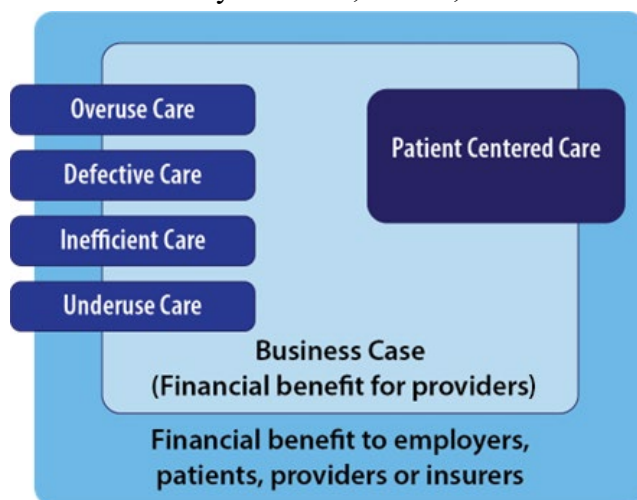 Overuse Care
Defective Care
Inefficient Care
Underuse Care
Patient Centered Care
Business Case
(Financial benefit for providers)
Financial benefit to employers,
patients, providers or insurers